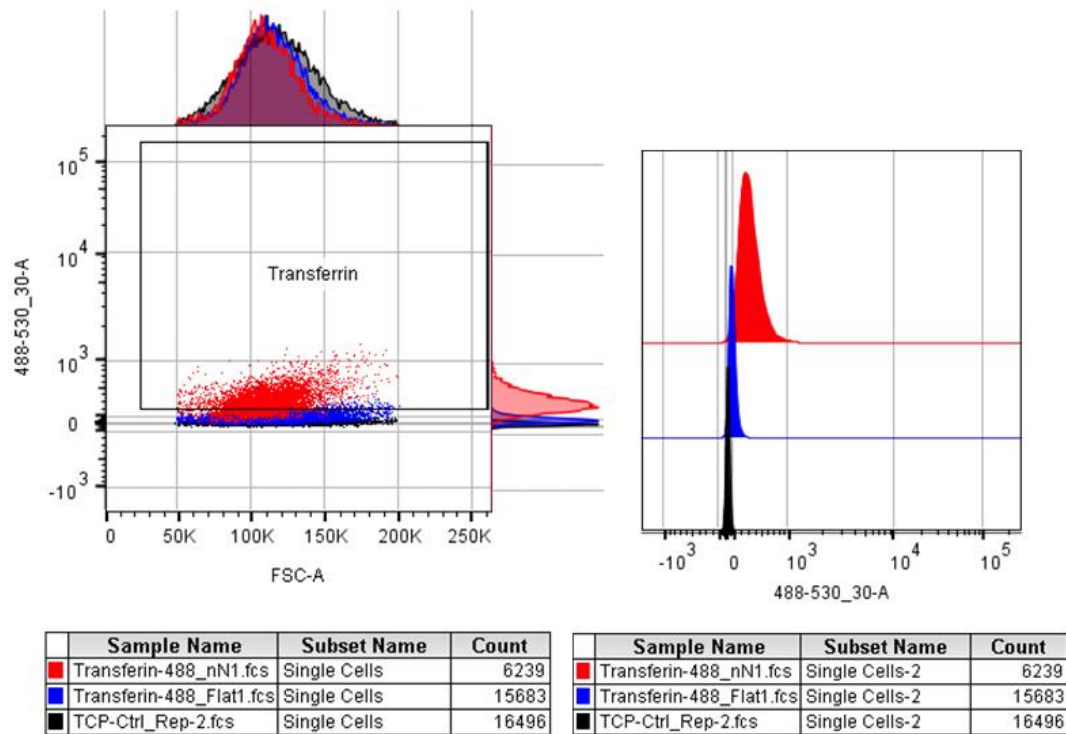 10^5
10^4
10^3
0
-10^3
488-530_30-A
Transferrin
0 50K 100K 150K 200K 250K
FSC-A
-10^3 0 10^3 10^4 10^5
488-530_30-A
Sample Name Subset Name Count
Transferin-488_nN1.fcs Single Cells 6239
Transferin-488_Flat1.fcs Single Cells 15683
TCP-Ctrl_Rep-2.fcs Single Cells 16496
Sample Name Subset Name Count
Transferin-488_nN1.fcs Single Cells-2 6239
Transferin-488_Flat1.fcs Single Cells-2 15683
TCP-Ctrl_Rep-2.fcs Single Cells-2 16496